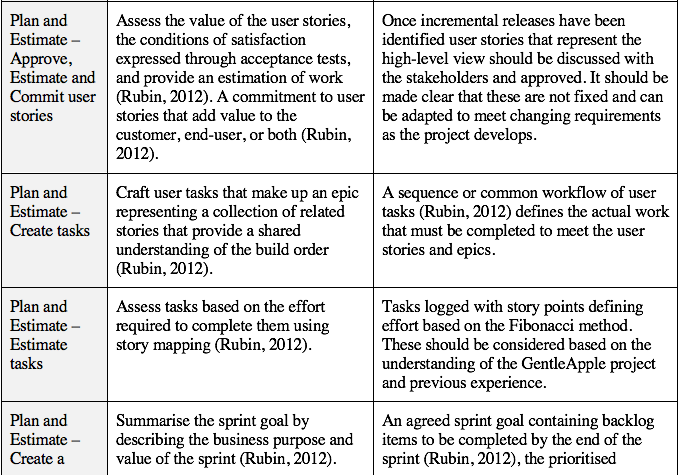 Plan and
Estimate –
Approve,
Estimate and
Commit user
stories
Assess the value of the user stories,
the conditions of satisfaction
expressed through acceptance tests,
and provide an estimation of work
(Rubin, 2012). A commitment to user
stories that add value to the
customer, end-user, or both (Rubin,
2012).
Once incremental releases have been
identified user stories that represent the
high-level view should be discussed with
the stakeholders and approved. It should be
made clear that these are not fixed and can
be adapted to meet changing requirements
as the project develops.
Plan and
Estimate –
Create tasks
Craft user tasks that make up an epic
representing a collection of related
stories that provide a shared
understanding of the build order
(Rubin, 2012).
A sequence or common workflow of user
tasks (Rubin, 2012) defines the actual work
that must be completed to meet the user
stories and epics.
Plan and
Estimate –
Estimate
tasks
Assess tasks based on the effort
required to complete them using
story mapping (Rubin, 2012).
Tasks logged with story points defining
effort based on the Fibonacci method.
These should be considered based on the
understanding of the GentleApple project
and previous experience.
Plan and
Estimate –
Create a
Summarise the sprint goal by
describing the business purpose and
value of the sprint (Rubin, 2012).
An agreed sprint goal containing backlog
items to be completed by the end of the
sprint (Rubin, 2012), the prioritised